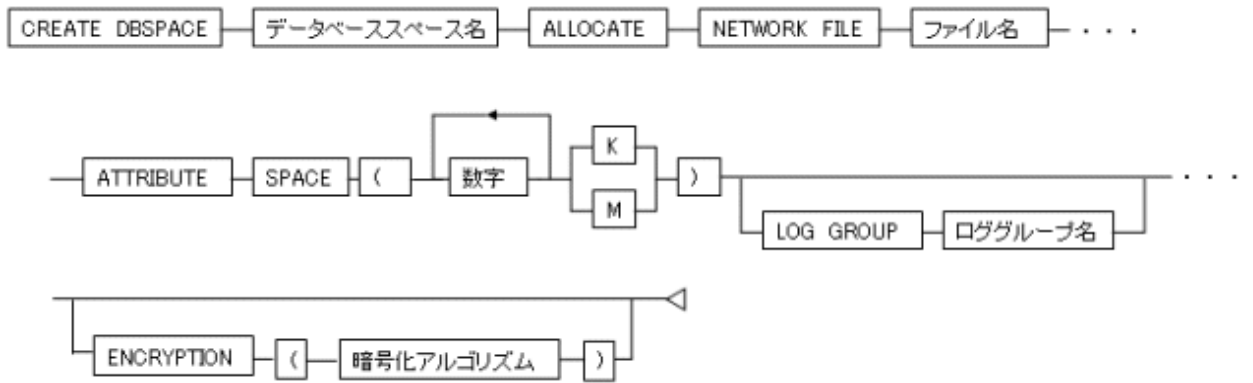 CREATE DBSPACE データベーススペース名 ALLOCATE NETWORK FILE ファイル名 ・・・
K
ATTRIBUTE SPACE ( 数字 ) ・・・
M
LOG GROUP ロググループ名
ENCRYPTION ( 暗号化アルゴリズム )